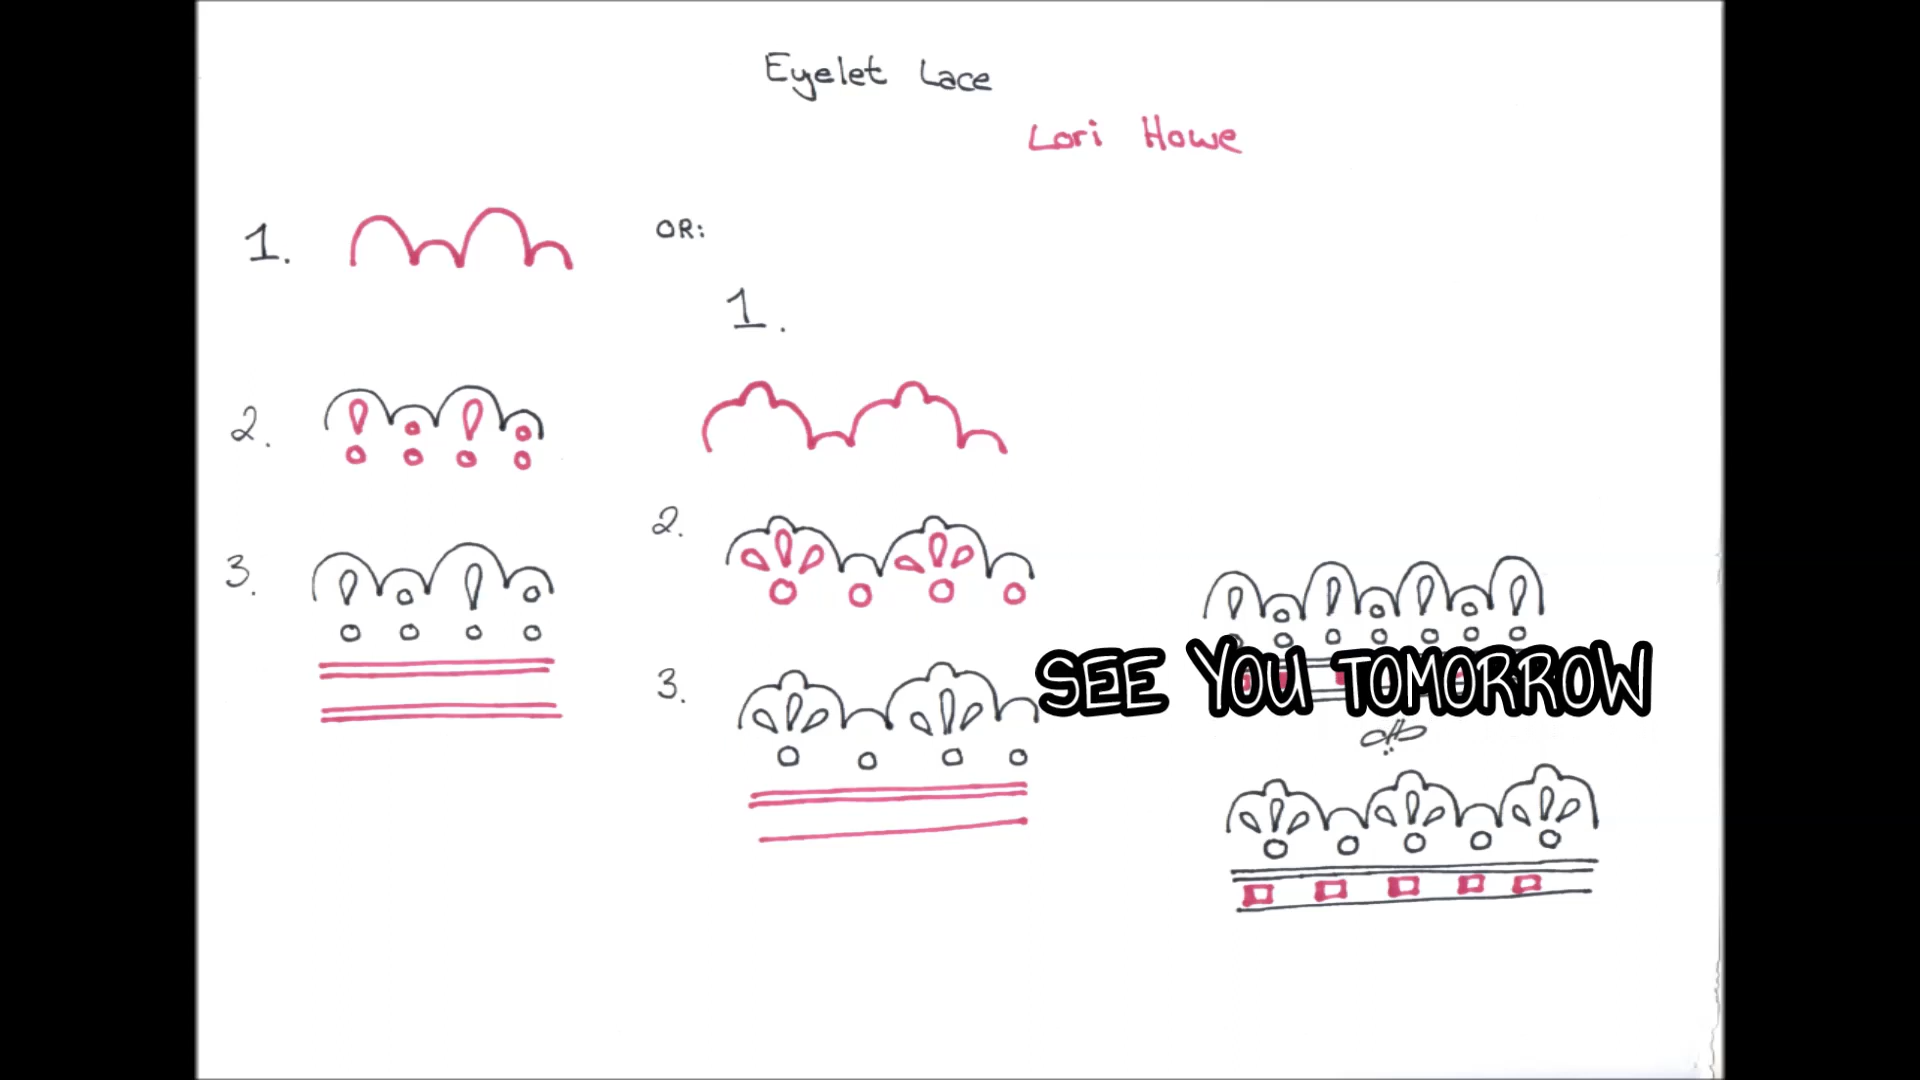 Eyelet Lace
Lori Howe
1.
OR:
1.
2.
2.
3.
3.
SEE YOU TOMORROW